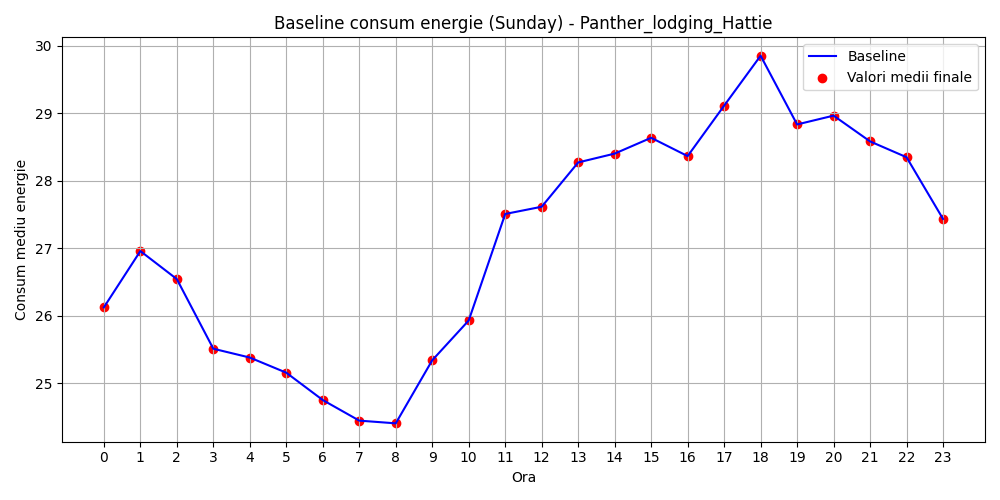 Baseline consum energie (Sunday) - Panther_lodging_Hattie
Baseline
Valori medii finale
Consum mediu energie
30
29
28
27
26
25
0 1 2 3 4 5 6 7 8 9 10 11 12 13 14 15 16 17 18 19 20 21 22 23
Ora